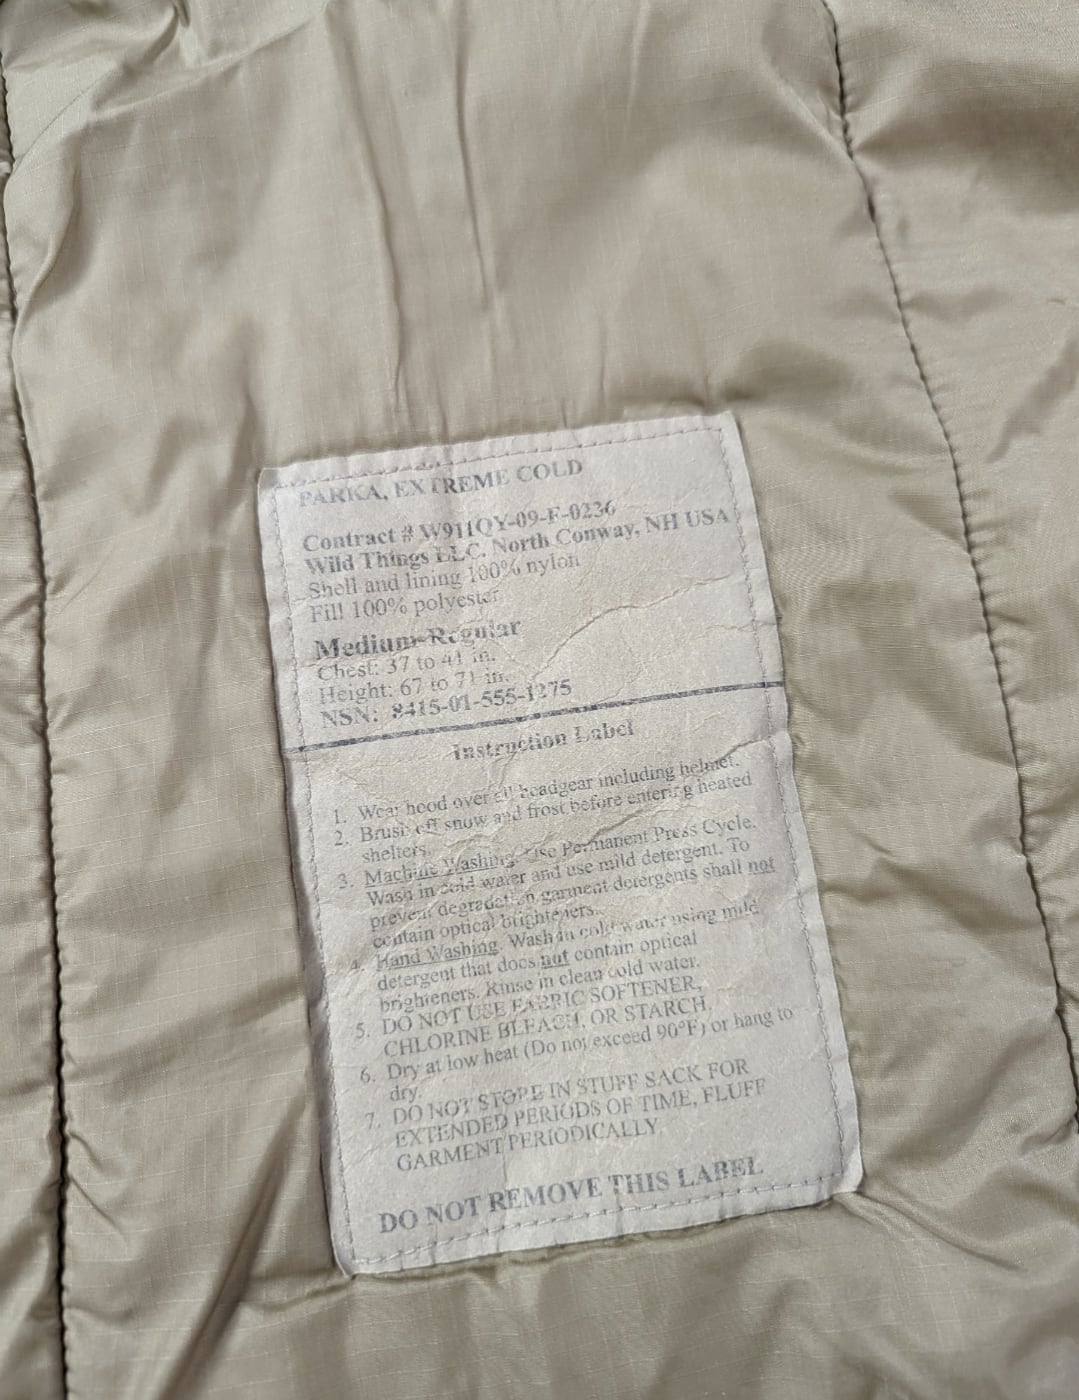 PARKA, EXTREME COLD
Contract # W911QY-09-F-0236
Wild Things LLC. North Conway, NH USA
Shell and lining 100% nylon
Fill 100% polyester
Medium-Regular
Chest: 37 to 41 in.
Height: 67 to 71 in.
NSN: 8415-01-555-1275
Instruction Label
1. Wear hood over all headgear including helmet.
2. Brush off snow and frost before entering heated
shelters.
3. Machine Washing. Use Permanent Press Cycle.
Wash in cold water and use mild detergent. To
prevent degradation garment detergents shall not
contain optical brighteners.
4. Hand Washing. Wash in cold water using mild
detergent that does not contain optical
brighteners. Rinse in clean cold water.
5. DO NOT USE FABRIC SOFTENER,
CHLORINE BLEACH, OR STARCH.
6. Dry at low heat (Do not exceed 90°F) or hang to
dry.
7. DO NOT STORE IN STUFF SACK FOR
EXTENDED PERIODS OF TIME, FLUFF
GARMENT PERIODICALLY.
DO NOT REMOVE THIS LABEL